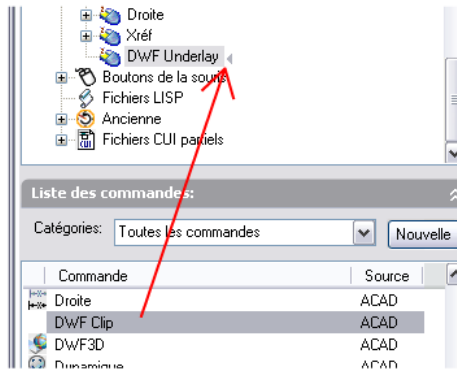 Droite
Xréf
DWF Underlay
Boutons de la souris
Fichiers LISP
Ancienne
CUI Fichiers CUI partiels
Liste des commandes:
Catégories: Toutes les commandes Nouvelle
Commande Source
Droite ACAD
DWF Clip ACAD
DWF3D ACAD
Dynamique ACAD